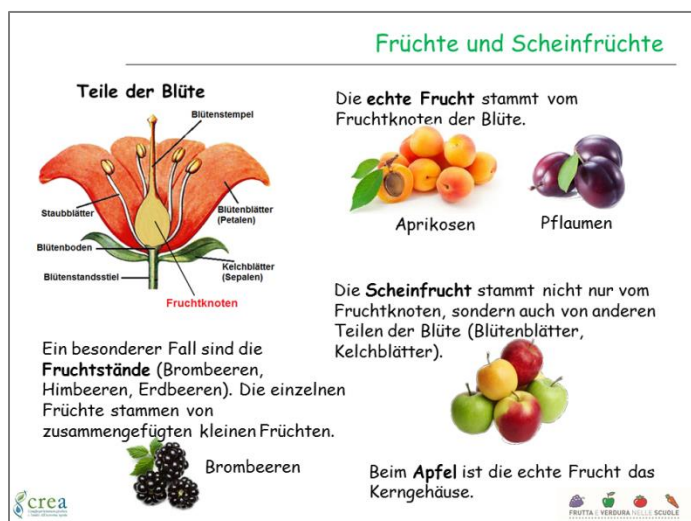 Früchte und Scheinfrüchte
Teile der Blüte
Blütenstempel
Staubblätter
Blütenblätter
(Petalen)
Blütenboden
Kelchblätter
(Sepalen)
Blütenstandsstiel
Fruchtknoten
Die echte Frucht stammt vom
Fruchtknoten der Blüte.
Aprikosen
Pflaumen
Die Scheinfrucht stammt nicht nur vom
Fruchtknoten, sondern auch von anderen
Teilen der Blüte (Blütenblätter,
Kelchblätter).
Ein besonderer Fall sind die
Fruchtstände (Brombeeren,
Himbeeren, Erdbeeren). Die einzelnen
Früchte stammen von
zusammengefügten kleinen Früchten.
Brombeeren
Beim Apfel ist die echte Frucht das
Kerngehäuse.
crea
FRUTTA E VERDURA NELLE SCUOLE